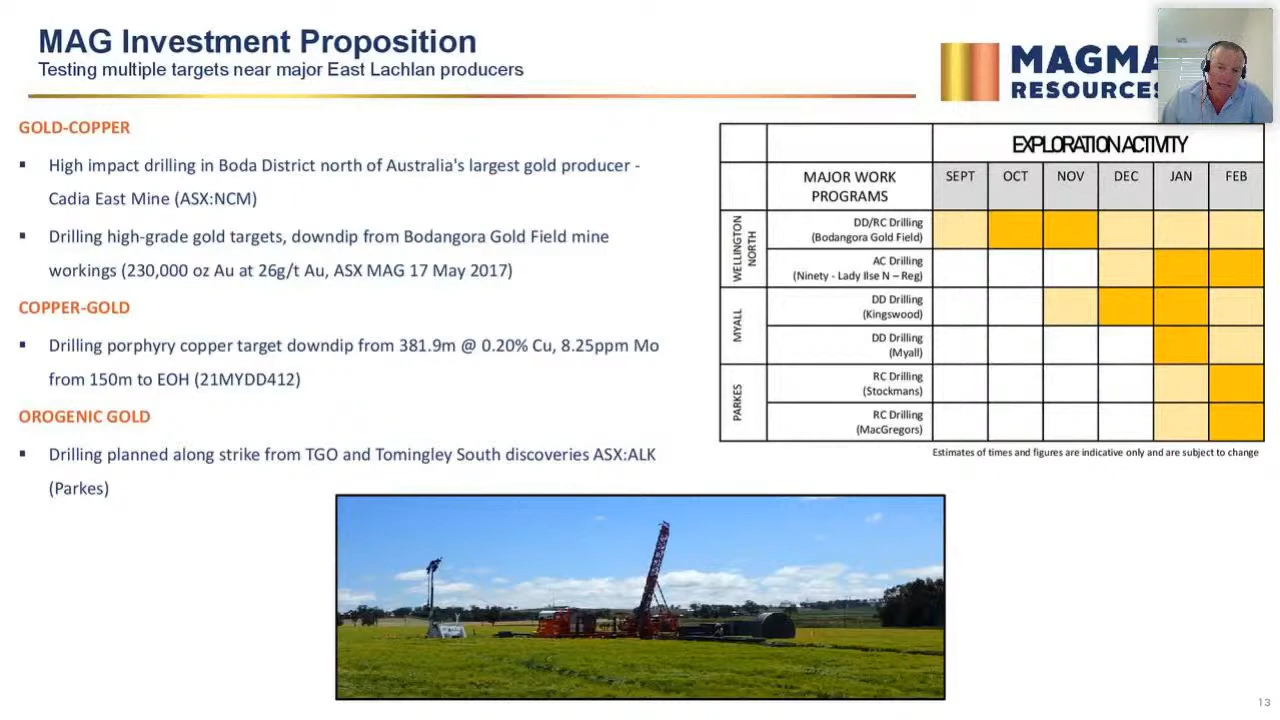 MAG Investment Proposition
Testing multiple targets near major East Lachlan producers
MAGMA
RESOURCES
GOLD-COPPER
▪ High impact drilling in Boda District north of Australia's largest gold producer -
Cadia East Mine (ASX:NCM)
▪ Drilling high-grade gold targets, downdip from Bodangora Gold Field mine
workings (230,000 oz Au at 26g/t Au, ASX MAG 17 May 2017)
COPPER-GOLD
▪ Drilling porphyry copper target downdip from 381.9m @ 0.20% Cu, 8.25ppm Mo
from 150m to EOH (21MYDD412)
OROGENIC GOLD
▪ Drilling planned along strike from TGO and Tomingley South discoveries ASX:ALK
(Parkes)
EXPLORATION ACTIVITY
MAJOR WORK
PROGRAMS
SEPT OCT NOV DEC JAN FEB
WELLINGTON
NORTH
DD/RC Drilling
(Bodangora Gold Field)
AC Drilling
(Ninety - Lady Ilse N – Reg)
MYALL
DD Drilling
(Kingswood)
DD Drilling
(Myall)
PARKES
RC Drilling
(Stockmans)
RC Drilling
(MacGregors)
Estimates of times and figures are indicative only and are subject to change
13